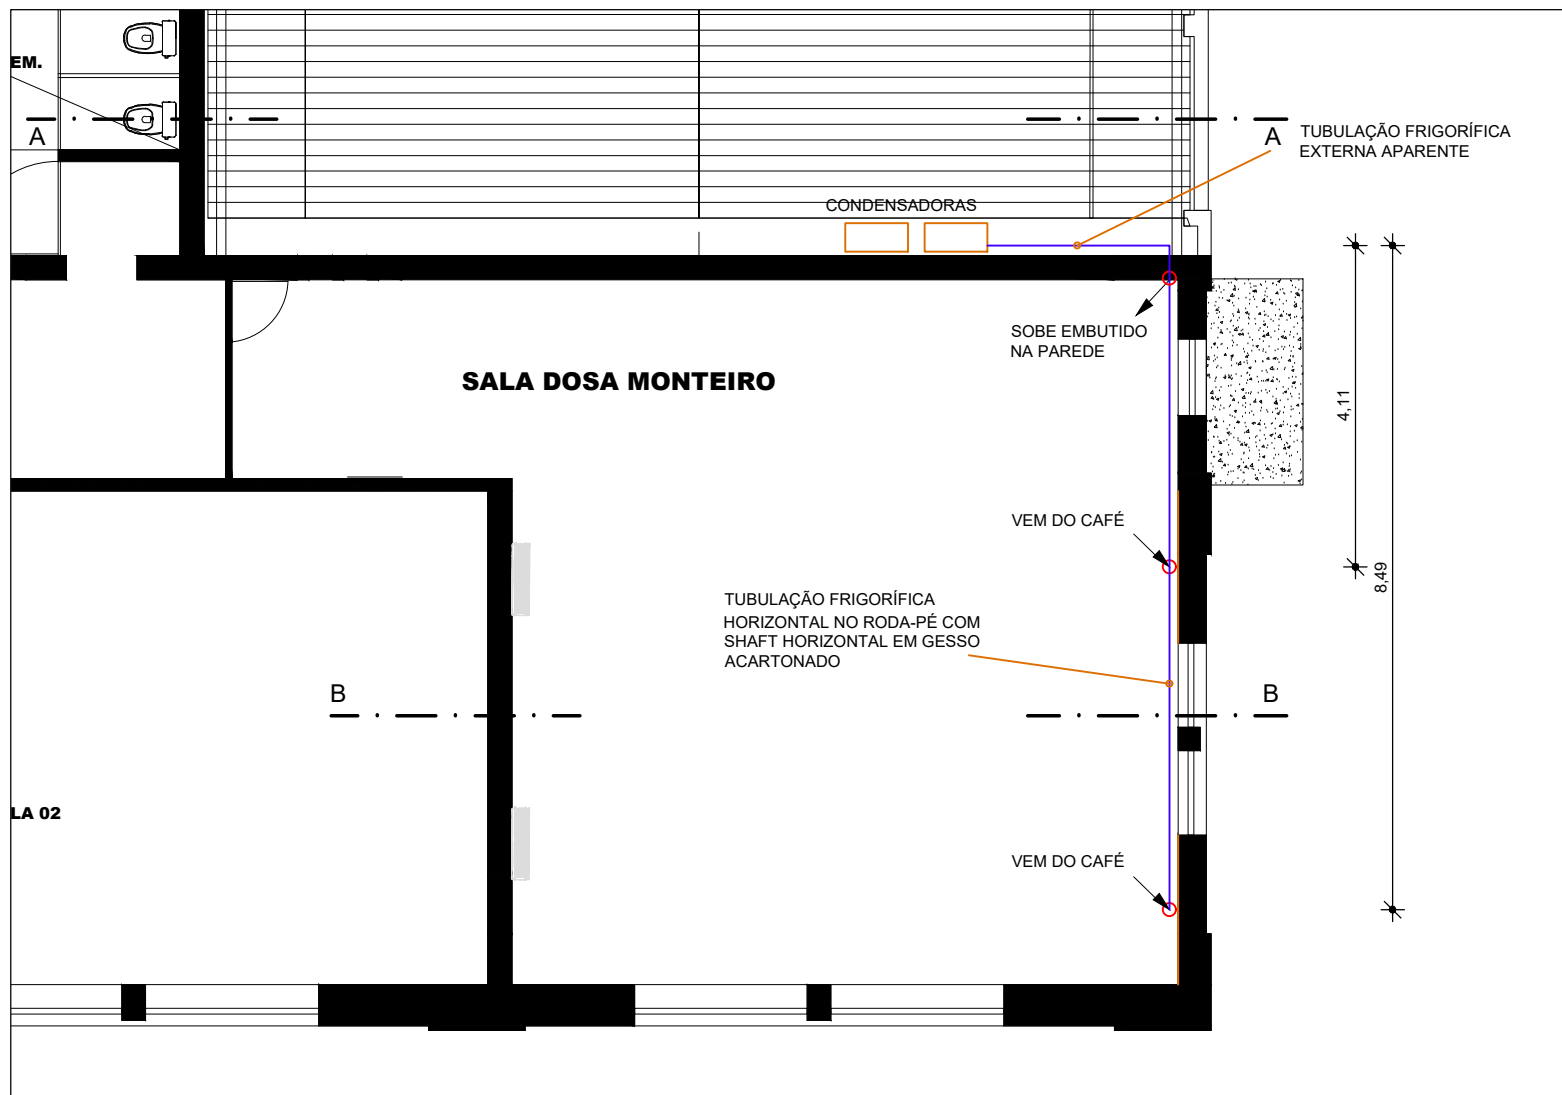 EM.
A
A
TUBULAÇÃO FRIGORÍFICA
EXTERNA APARENTE
CONDENSADORAS
SOBE EMBUTIDO
NA PAREDE
SALA DOSA MONTEIRO
4,11
VEM DO CAFÉ
8,49
TUBULAÇÃO FRIGORÍFICA
HORIZONTAL NO RODA-PÉ COM
SHAFT HORIZONTAL EM GESSO
ACARTONADO
B
B
LA 02
VEM DO CAFÉ